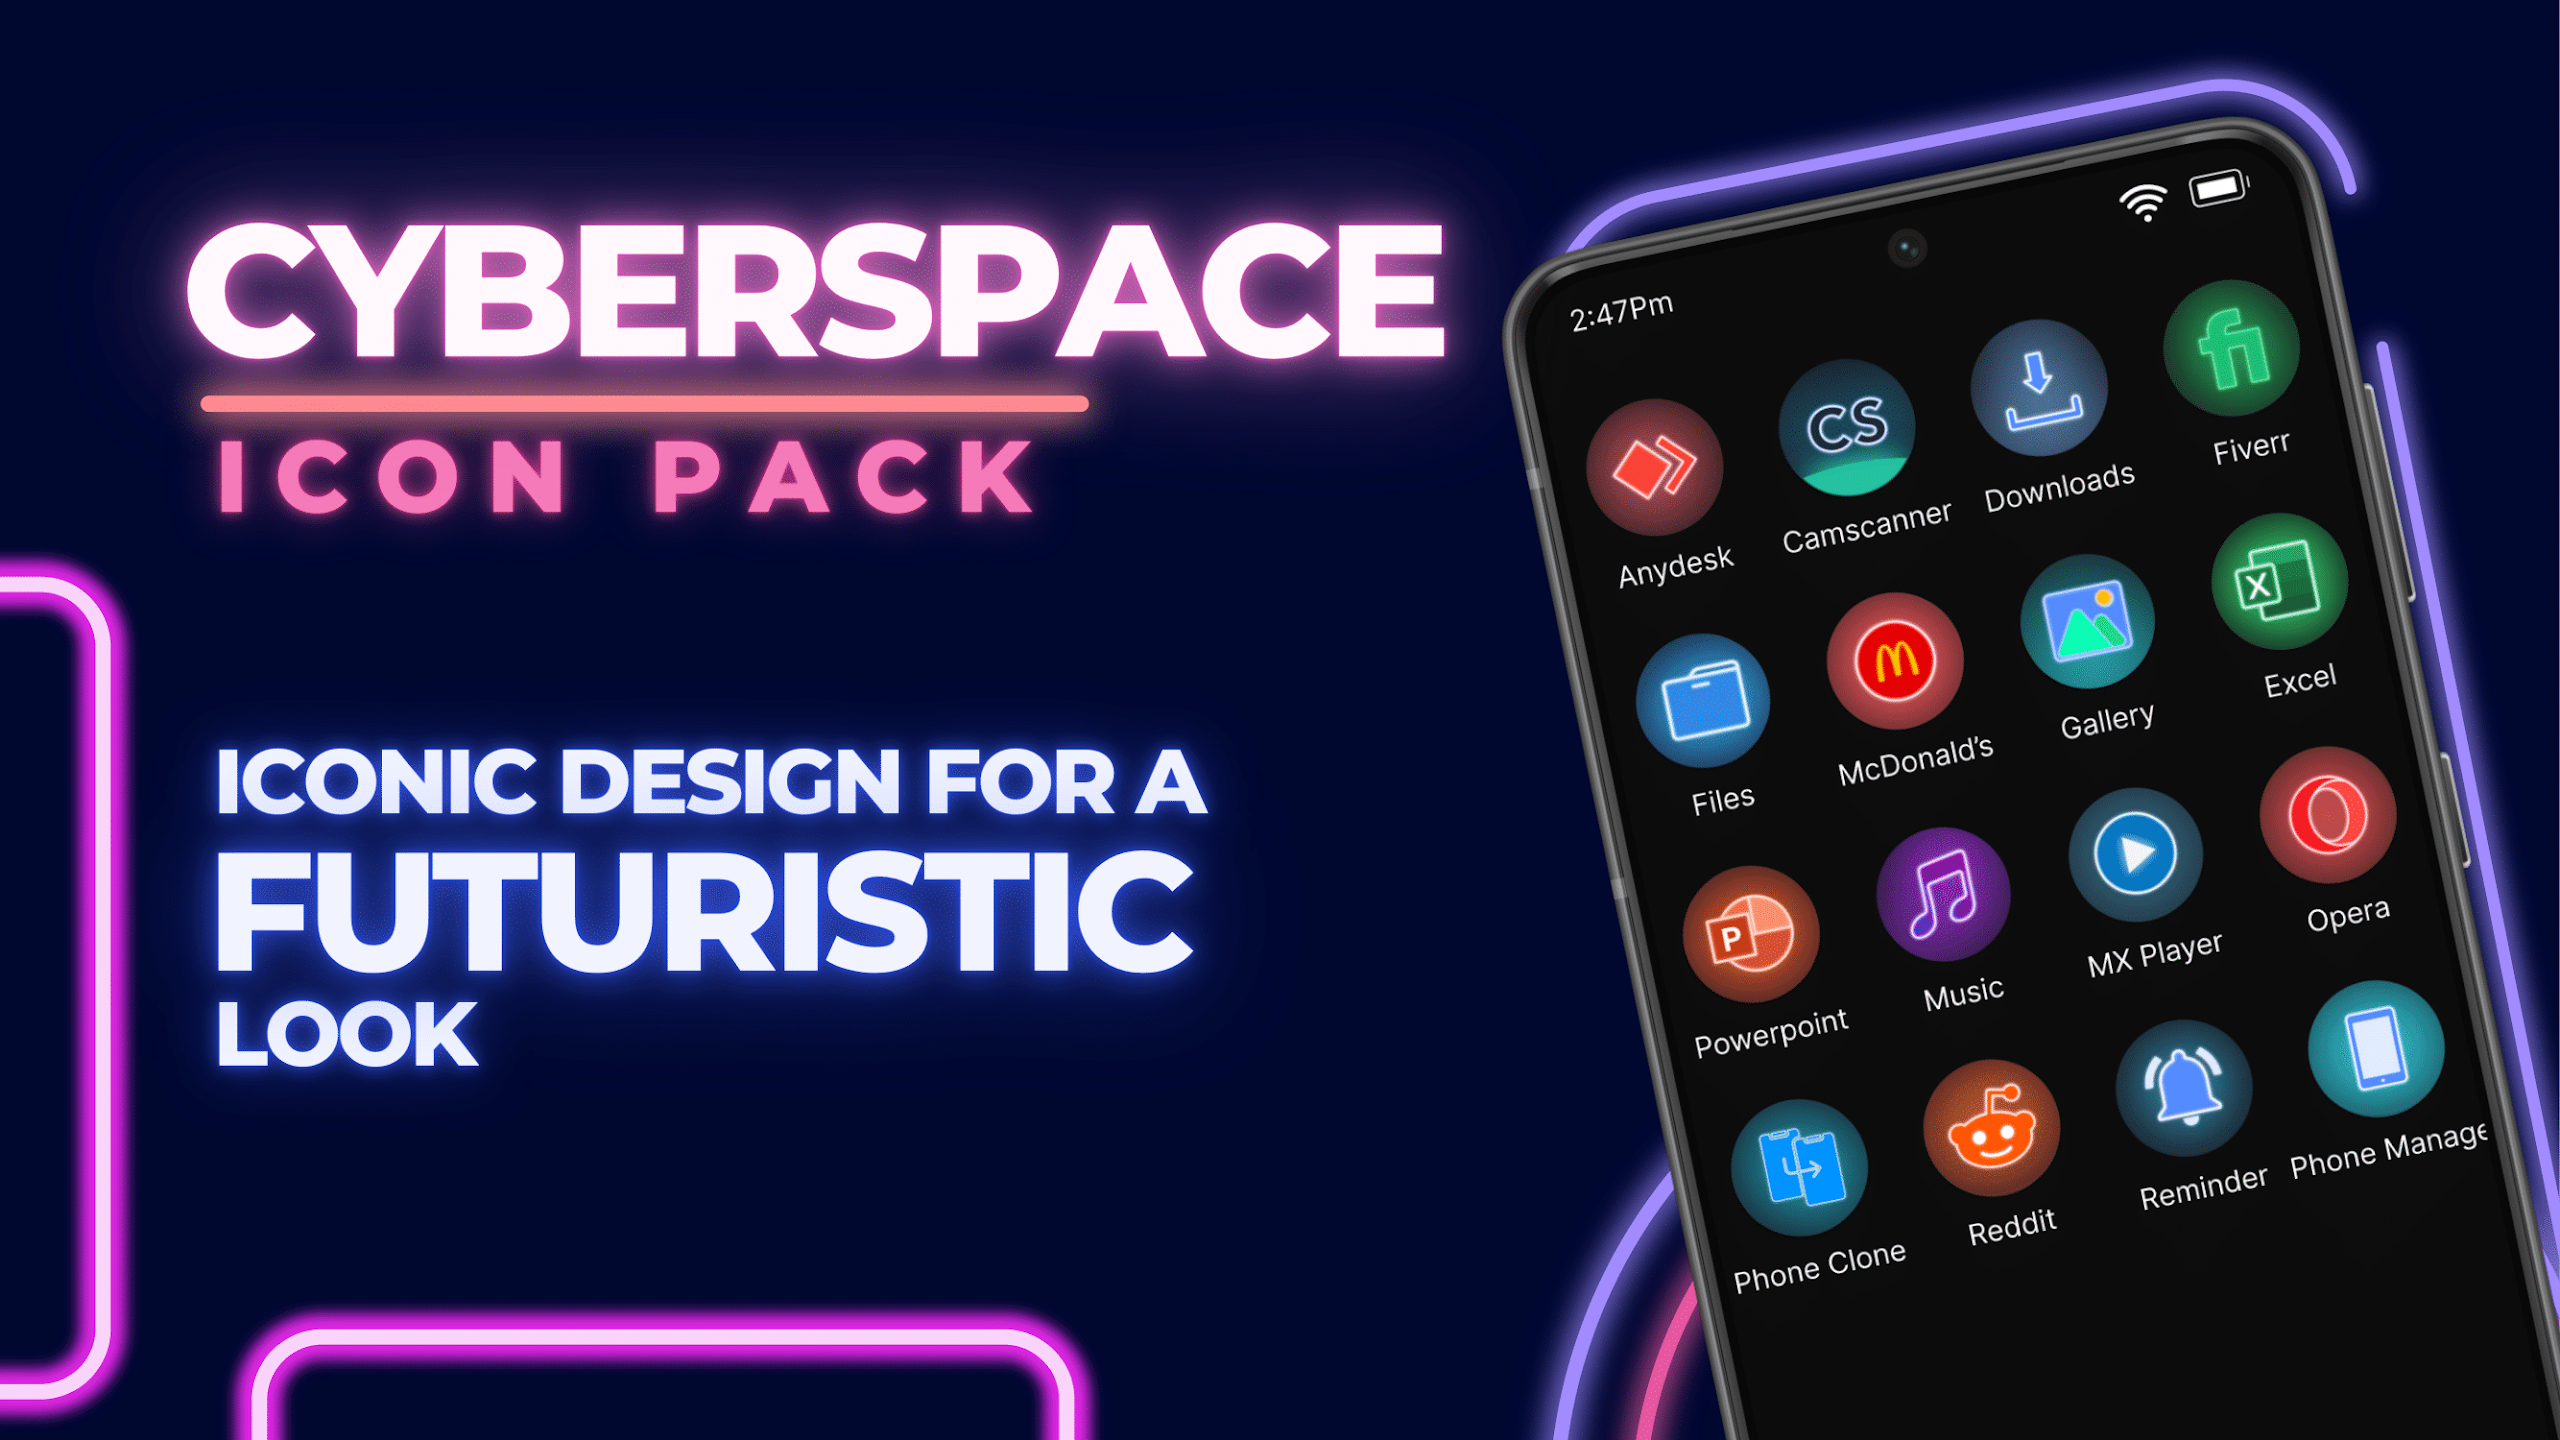 CYBERSPACE
ICON PACK
ICONIC DESIGN FOR A
FUTURISTIC
LOOK
2:47Pm
Anydesk
CS
Camscanner
Downloads
fi
Fiverr
Files
McDonald's
Gallery
X
Excel
P
Powerpoint
Music
MX Player
Opera
Phone Clone
Reddit
Reminder
Phone Manage